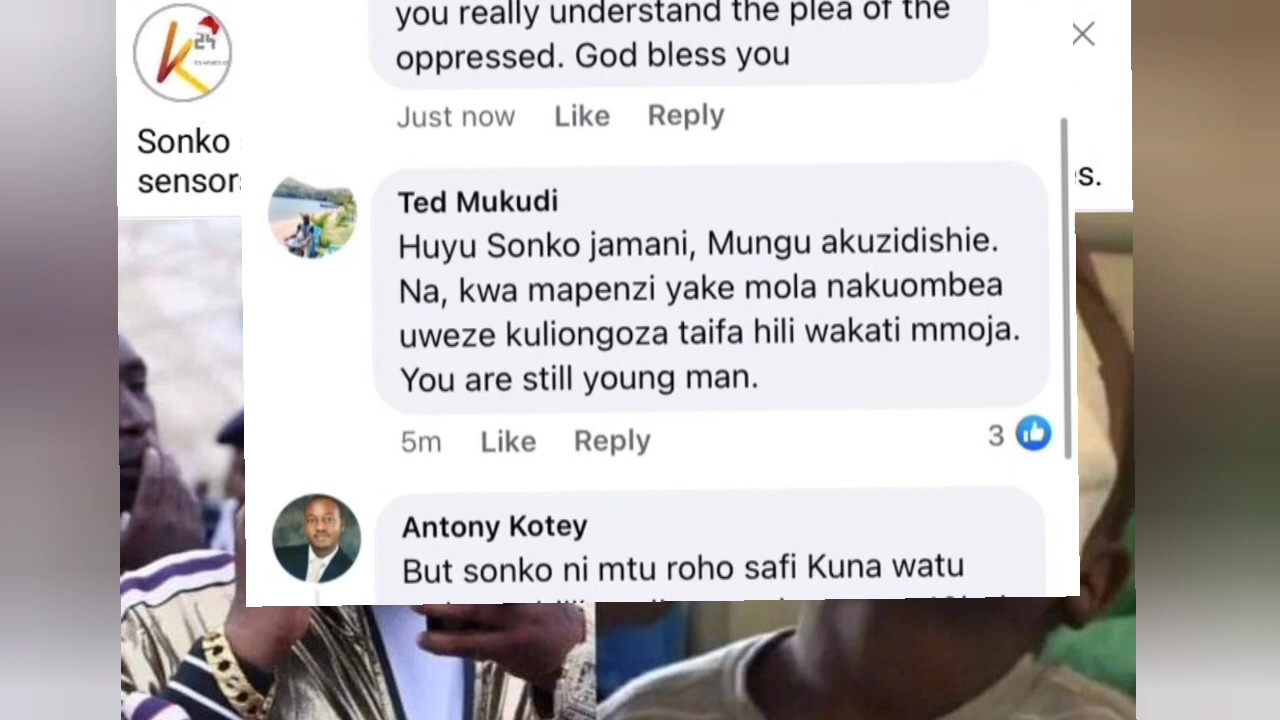 you really understand the plea of the
oppressed. God bless you
Just now Like Reply
K
24
Sonko
Ted Mukudi
Huyu Sonko jamani, Mungu akuzidishie.
Na, kwa mapenzi yake mola nakuombea
uweze kuliongoza taifa hili wakati mmoja.
You are still young man.
5m Like Reply 3
Antony Kotey
But sonko ni mtu roho safi Kuna watu